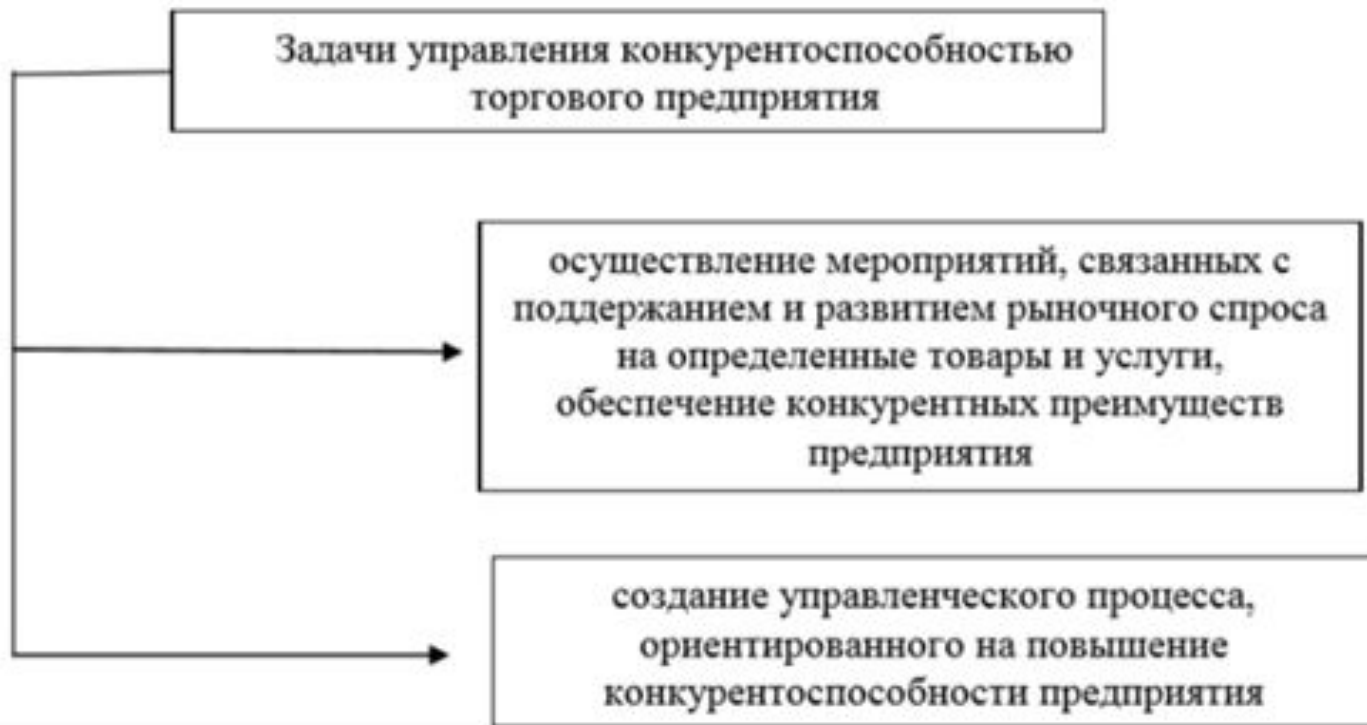 Задачи управления конкурентоспособностью
торгового предприятия
осуществление мероприятий, связанных с
поддержанием и развитием рыночного спроса
на определенные товары и услуги,
обеспечение конкурентных преимуществ
предприятия
создание управленческого процесса,
ориентированного на повышение
конкурентоспособности предприятия